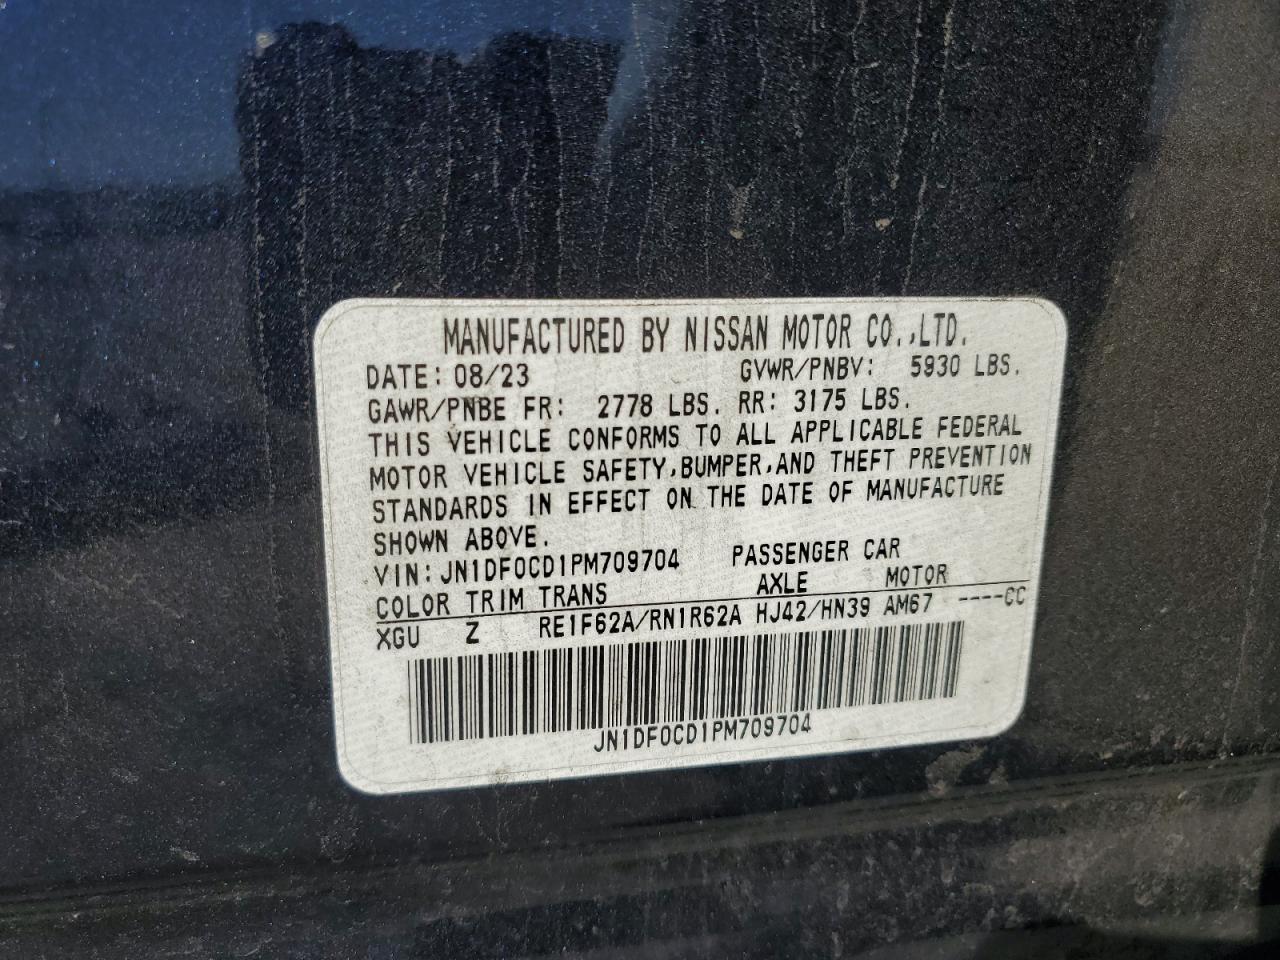 MANUFACTURED BY NISSAN MOTOR CO.,LTD.
DATE: 08/23 GVWR/PNBV: 5930 LBS.
GAWR/PNBE FR: 2778 LBS. RR: 3175 LBS.
THIS VEHICLE CONFORMS TO ALL APPLICABLE FEDERAL
MOTOR VEHICLE SAFETY,BUMPER,AND THEFT PREVENTION
STANDARDS IN EFFECT ON THE DATE OF MANUFACTURE
SHOWN ABOVE.
VIN: JN1DF0CD1PM709704 PASSENGER CAR
COLOR TRIM TRANS AXLE MOTOR
XGU Z RE1F62A/RN1R62A HJ42/HN39 AM67 ----CC
JN1DF0CD1PM709704